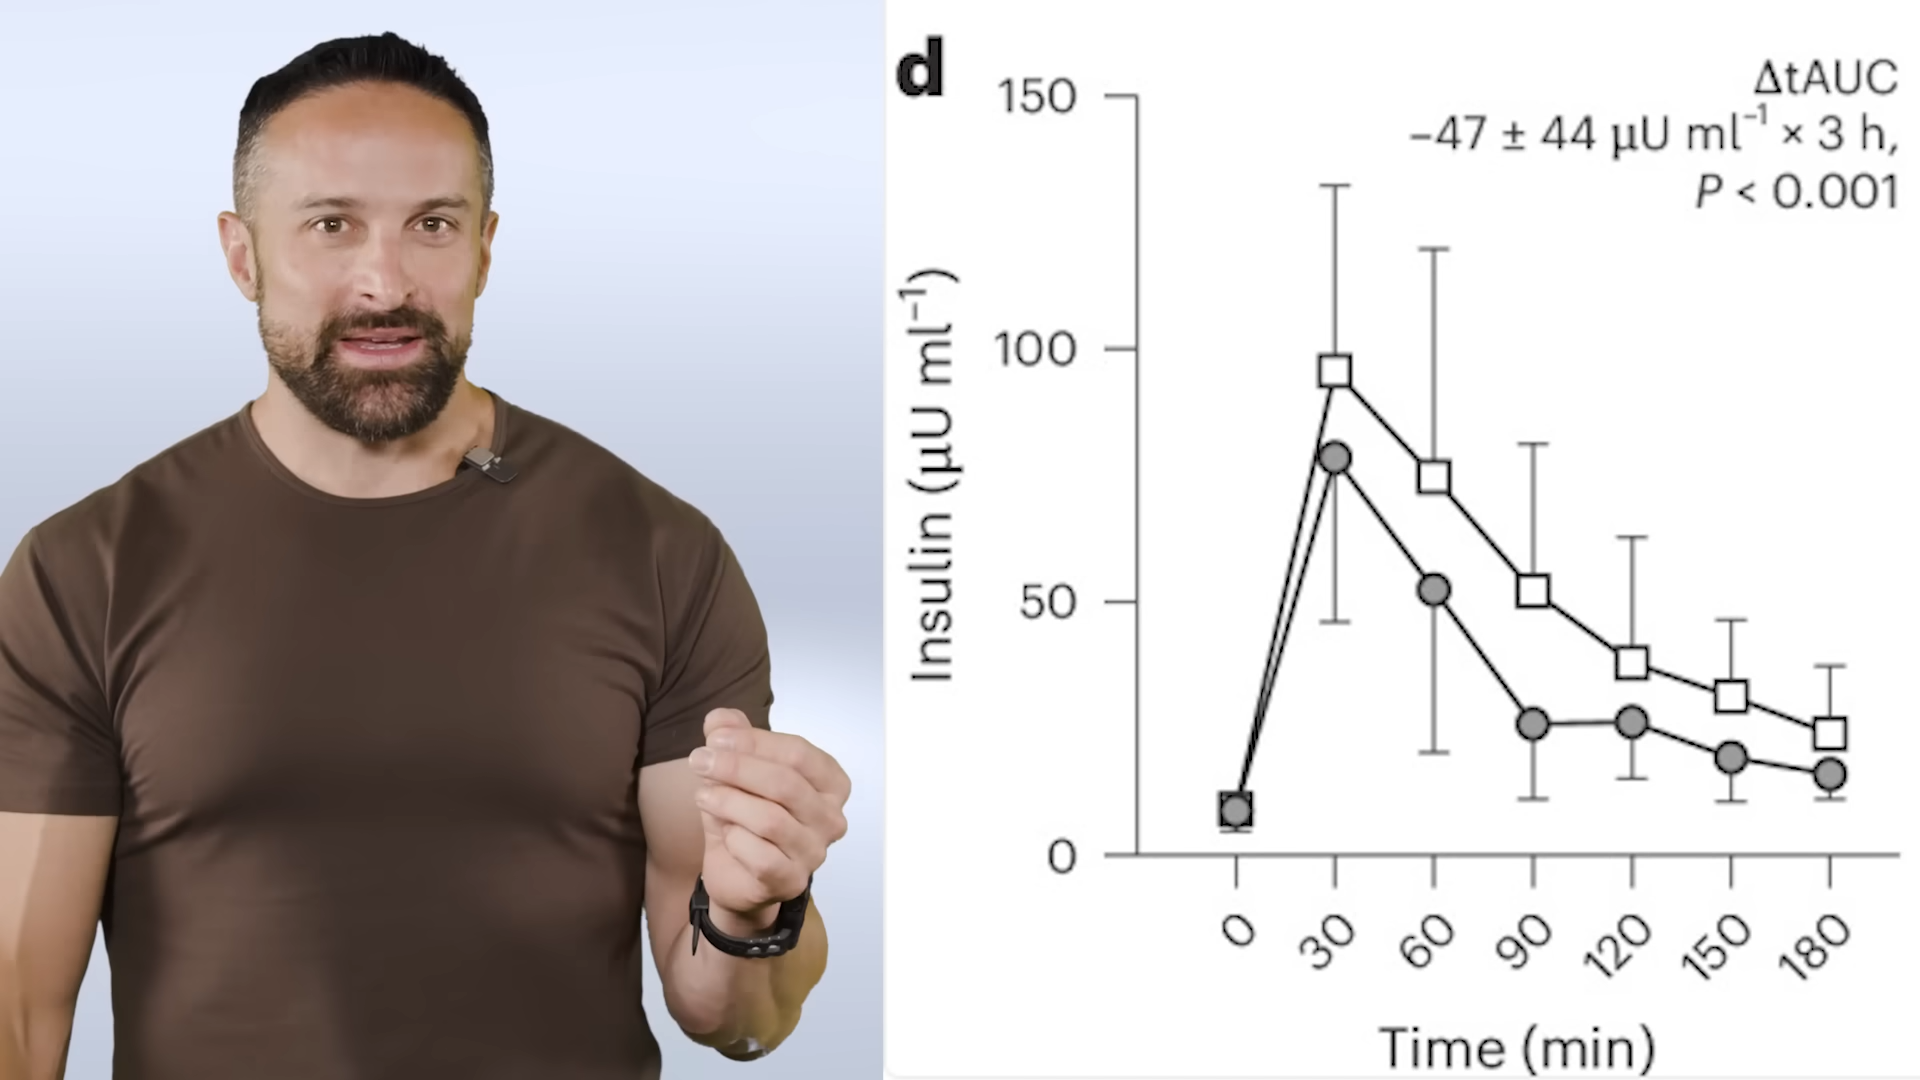 d
ΔtAUC
−47 ± 44 μU ml⁻¹ × 3 h,
P < 0.001
Insulin (μU ml⁻¹)
150
100
50
0
0 30 60 90 120 150 180
Time (min)